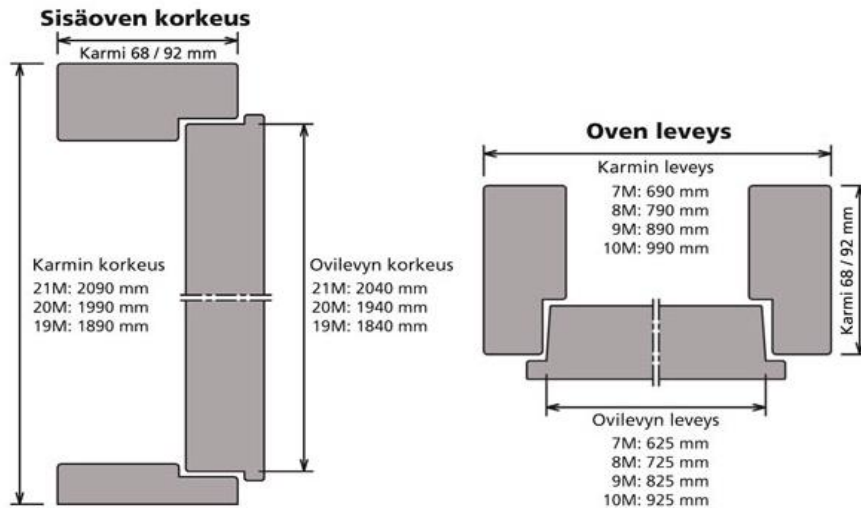 Sisäoven korkeus
Karmi 68 / 92 mm
Karmin korkeus
21M: 2090 mm
20M: 1990 mm
19M: 1890 mm
Ovilevyn korkeus
21M: 2040 mm
20M: 1940 mm
19M: 1840 mm
Oven leveys
Karmin leveys
7M: 690 mm
8M: 790 mm
9M: 890 mm
10M: 990 mm
Karmi 68 / 92 mm
Ovilevyn leveys
7M: 625 mm
8M: 725 mm
9M: 825 mm
10M: 925 mm